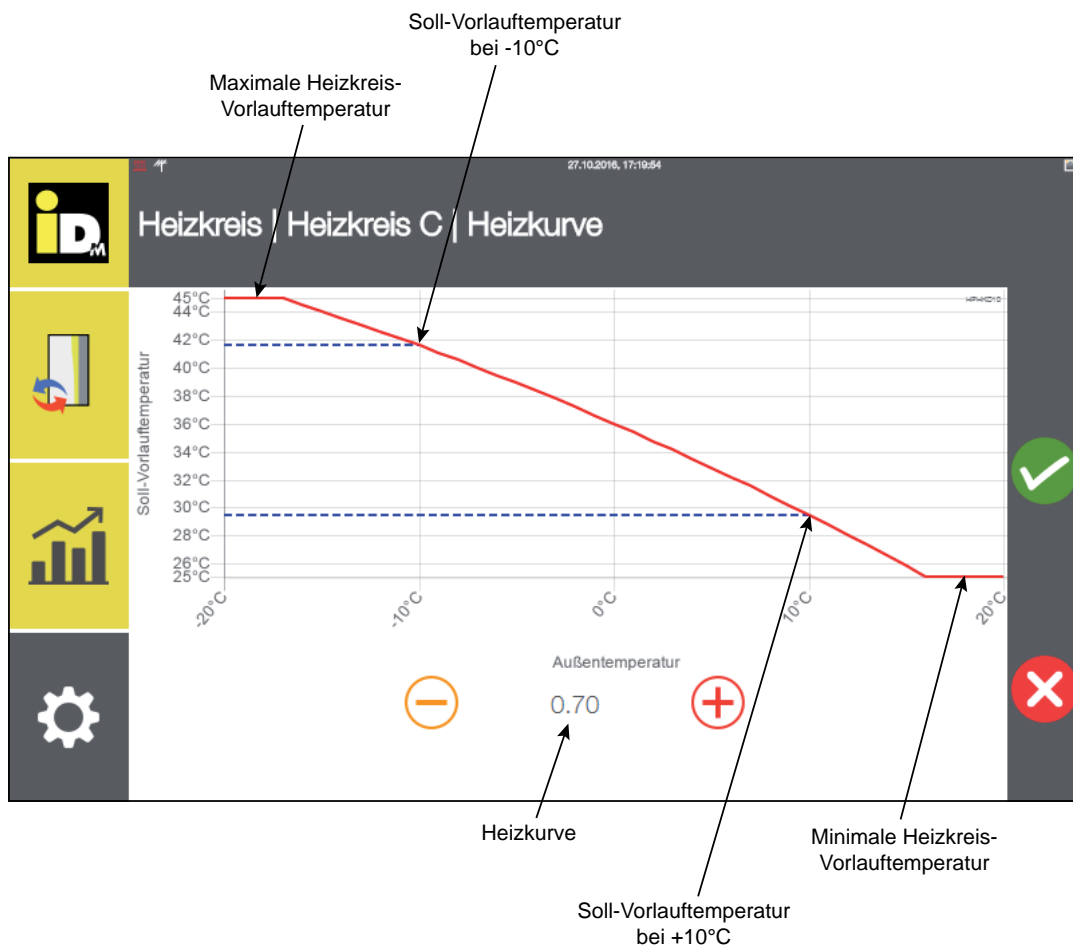 Soll-Vorlauftemperatur
bei -10°C
Maximale Heizkreis-
Vorlauftemperatur
27.10.2016, 17:19:54
iDM
Heizkreis | Heizkreis C | Heizkurve
45°C
44°C
42°C
40°C
38°C
36°C
34°C
32°C
30°C
28°C
26°C
25°C
Soll-Vorlauftemperatur
-20°C
-10°C
0°C
10°C
20°C
Außentemperatur
0.70
Heizkurve
Minimale Heizkreis-
Vorlauftemperatur
Soll-Vorlauftemperatur
bei +10°C